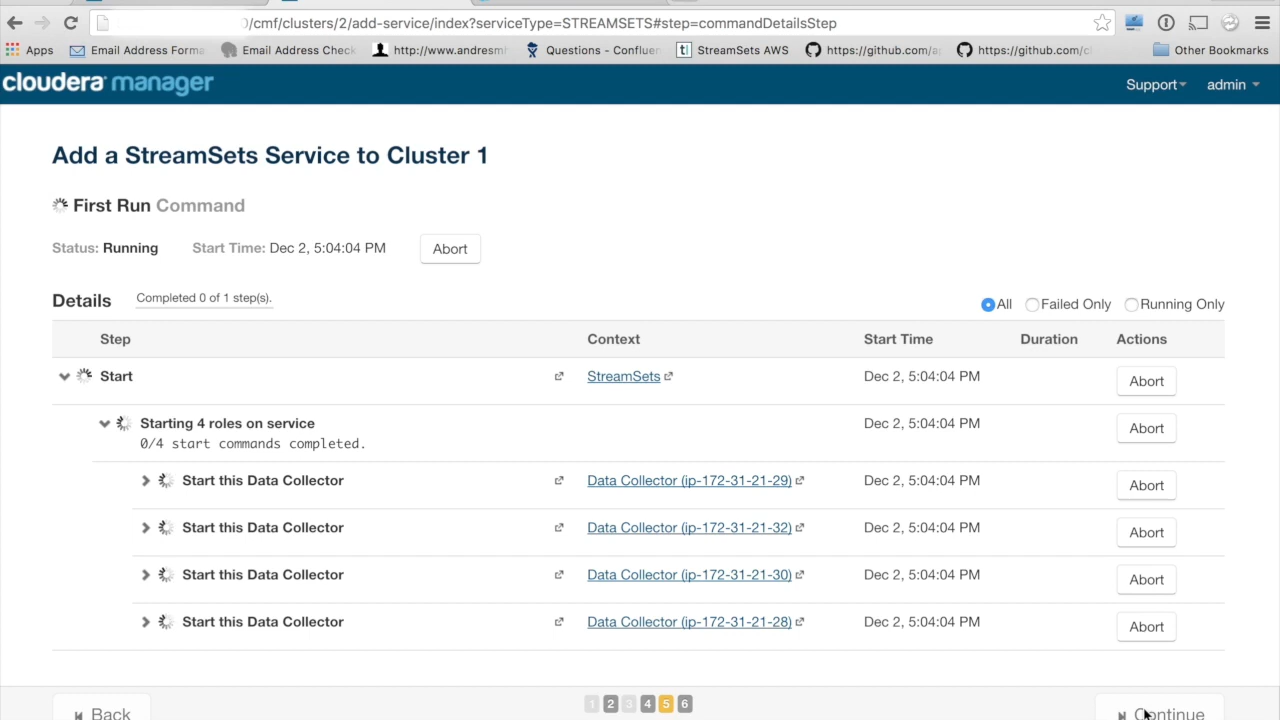 /cmf/clusters/2/add-service/index?serviceType=STREAMSETS#step=commandDetailsStep
Apps Email Address Forma Email Address Check http://www.andresm Questions - Confluen StreamSets AWS https://github.com/a https://github.com/c Other Bookmarks
cloudera manager Support admin
Add a StreamSets Service to Cluster 1
First Run Command
Status: Running Start Time: Dec 2, 5:04:04 PM Abort
Details Completed 0 of 1 step(s). All Failed Only Running Only
Step Context Start Time Duration Actions
Start StreamSets Dec 2, 5:04:04 PM Abort
Starting 4 roles on service Dec 2, 5:04:04 PM Abort
0/4 start commands completed.
Start this Data Collector Data Collector (ip-172-31-21-29) Dec 2, 5:04:04 PM Abort
Start this Data Collector Data Collector (ip-172-31-21-32) Dec 2, 5:04:04 PM Abort
Start this Data Collector Data Collector (ip-172-31-21-30) Dec 2, 5:04:04 PM Abort
Start this Data Collector Data Collector (ip-172-31-21-28) Dec 2, 5:04:04 PM Abort
Back 1 2 3 4 5 6 Continue